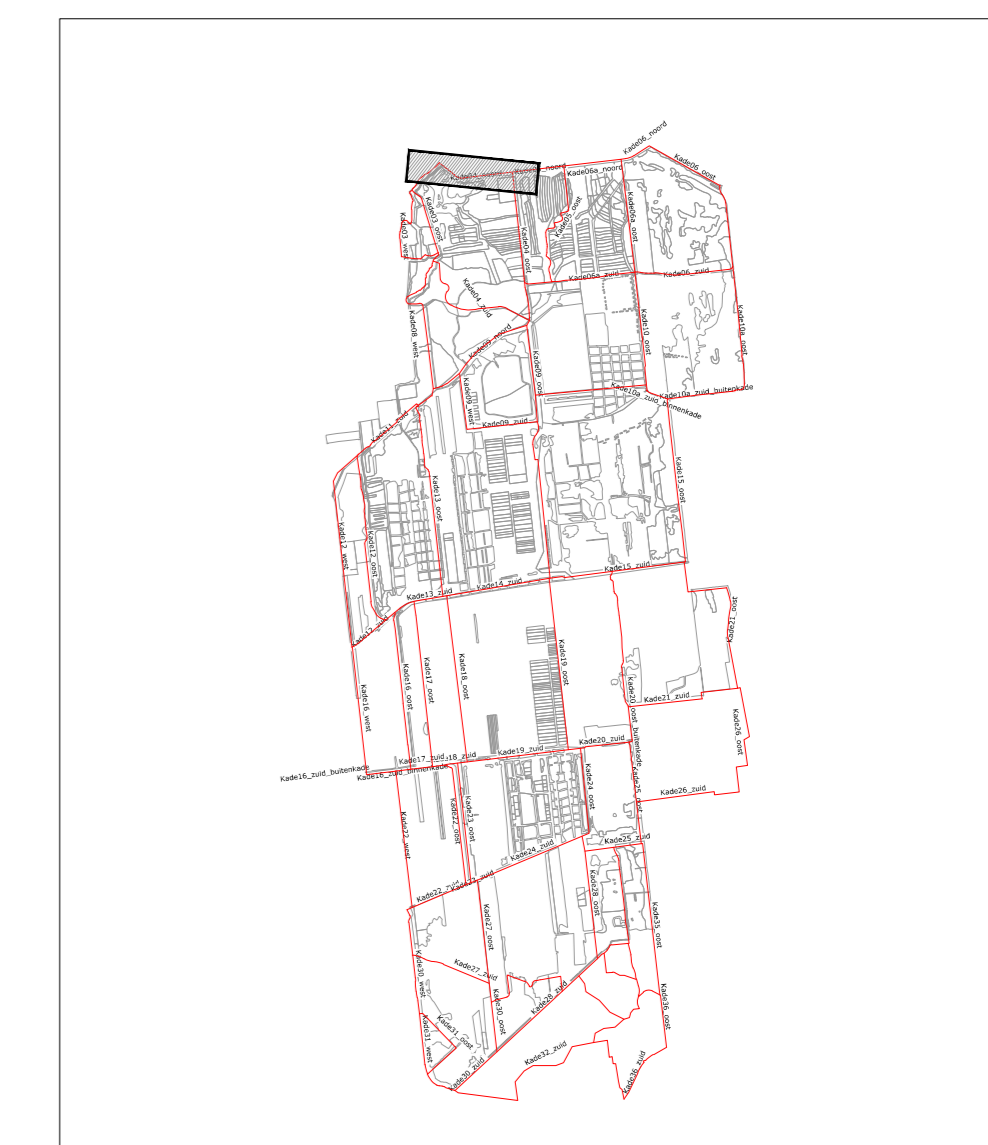 Kade06_noord
Kade06_oost
Kade04_noord
Kade06a_noord
Kade03_west
Kade03_oost
Kade04_oost
Kade05_oost
Kade06a_oost
Kade06a_zuid
Kade06_zuid
Kade04_zuid
Kade08_west
Kade09_noord
Kade10_oost
Kade10a_oost
Kade09_west
Kade09_oost
Kade10a_zuid_buitenkade
Kade10a_zuid_binnenkade
Kade09_zuid
Kade11_zuid
Kade13_oost
Kade15_oost
Kade12_west
Kade12_oost
Kade15_zuid
Kade14_zuid
Kade13_zuid
Kade12_zuid
Kade21_oost
Kade16_west
Kade16_oost
Kade17_oost
Kade18_oost
Kade19_oost
Kade20_oost_buitenkade
Kade21_zuid
Kade26_oost
Kade20_zuid
Kade19_zuid
Kade17_zuid
18_zuid
Kade16_zuid_buitenkade
Kade16_zuid_binnenkade
Kade22_west
Kade22_oost
Kade23_oost
Kade24_oost
Kade25_oost
Kade26_zuid
Kade25_zuid
Kade24_zuid
Kade22_zuid
Kade28_oost
Kade27_oost
Kade35_oost
Kade27_zuid
Kade30_west
Kade28_zuid
Kade30_oost
Kade36_oost
Kade31_oost
Kade31_west
Kade32_zuid
Kade30_zuid
Kade36_zuid